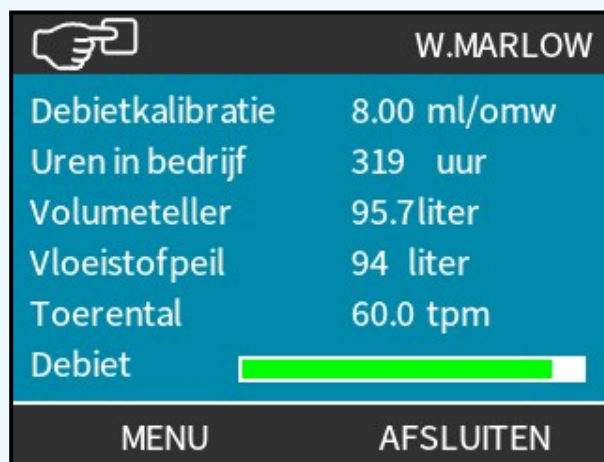 W.MARLOW
Debietkalibratie 8.00 ml/omw
Uren in bedrijf 319 uur
Volumeteller 95.7liter
Vloeistofpeil 94 liter
Toerental 60.0 tpm
Debiet
MENU AFSLUITEN